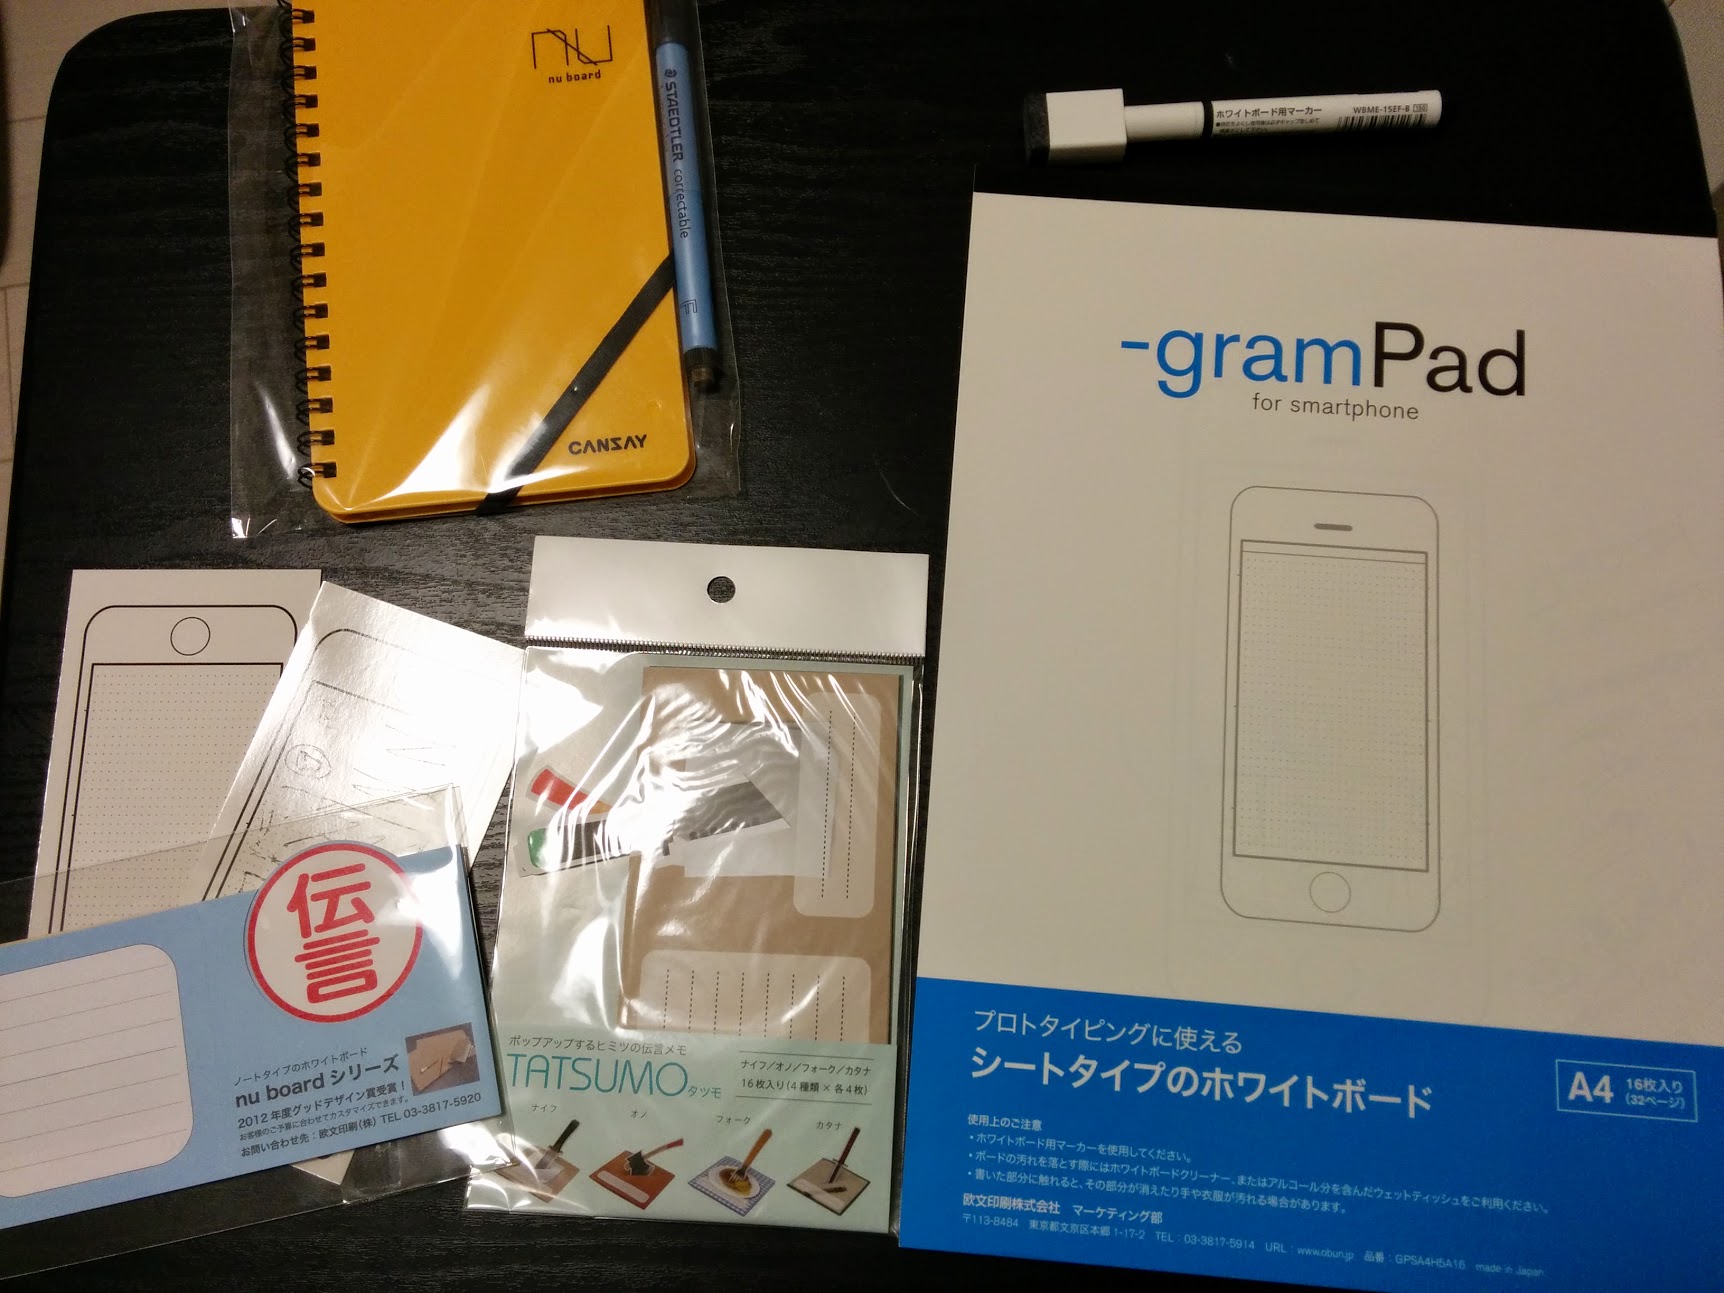 nu
nu board
STAEDTLER correctable
F
CANSAY
ホワイトボード用マーカー
WBME-15EF-B
-gramPad
for smartphone
プロトタイピングに使える
シートタイプのホワイトボード
A4
16枚入り
(32ページ)
使用上のご注意
・ホワイトボード用マーカーを使用してください。
・ボードの汚れを落とす際にはホワイトボードクリーナー、またはアルコール分を含んだウェットティッシュをご利用ください。
・書いた部分に触れると、その部分が消えたり手や衣服が汚れる場合があります。
欧文印刷株式会社 マーケティング部
〒113-8484 東京都文京区本郷 1-17-2 TEL：03-3817-5914 URL：www.obun.jp 品番：GPSA4H5A16 made in Japan
伝言
ノートタイプのホワイトボード
nu board シリーズ
2012 年度グッドデザイン賞受賞！
お客様のご予算に合わせてカスタマイズできます。
お問い合わせ先：欧文印刷(株) TEL 03-3817-5920
ポップアップするヒミツの伝言メモ
TATSUMO タツモ
ナイフ／オノ／フォーク／カタナ
16枚入り(4種類×各4枚)
ナイフ
オノ
フォーク
カタナ